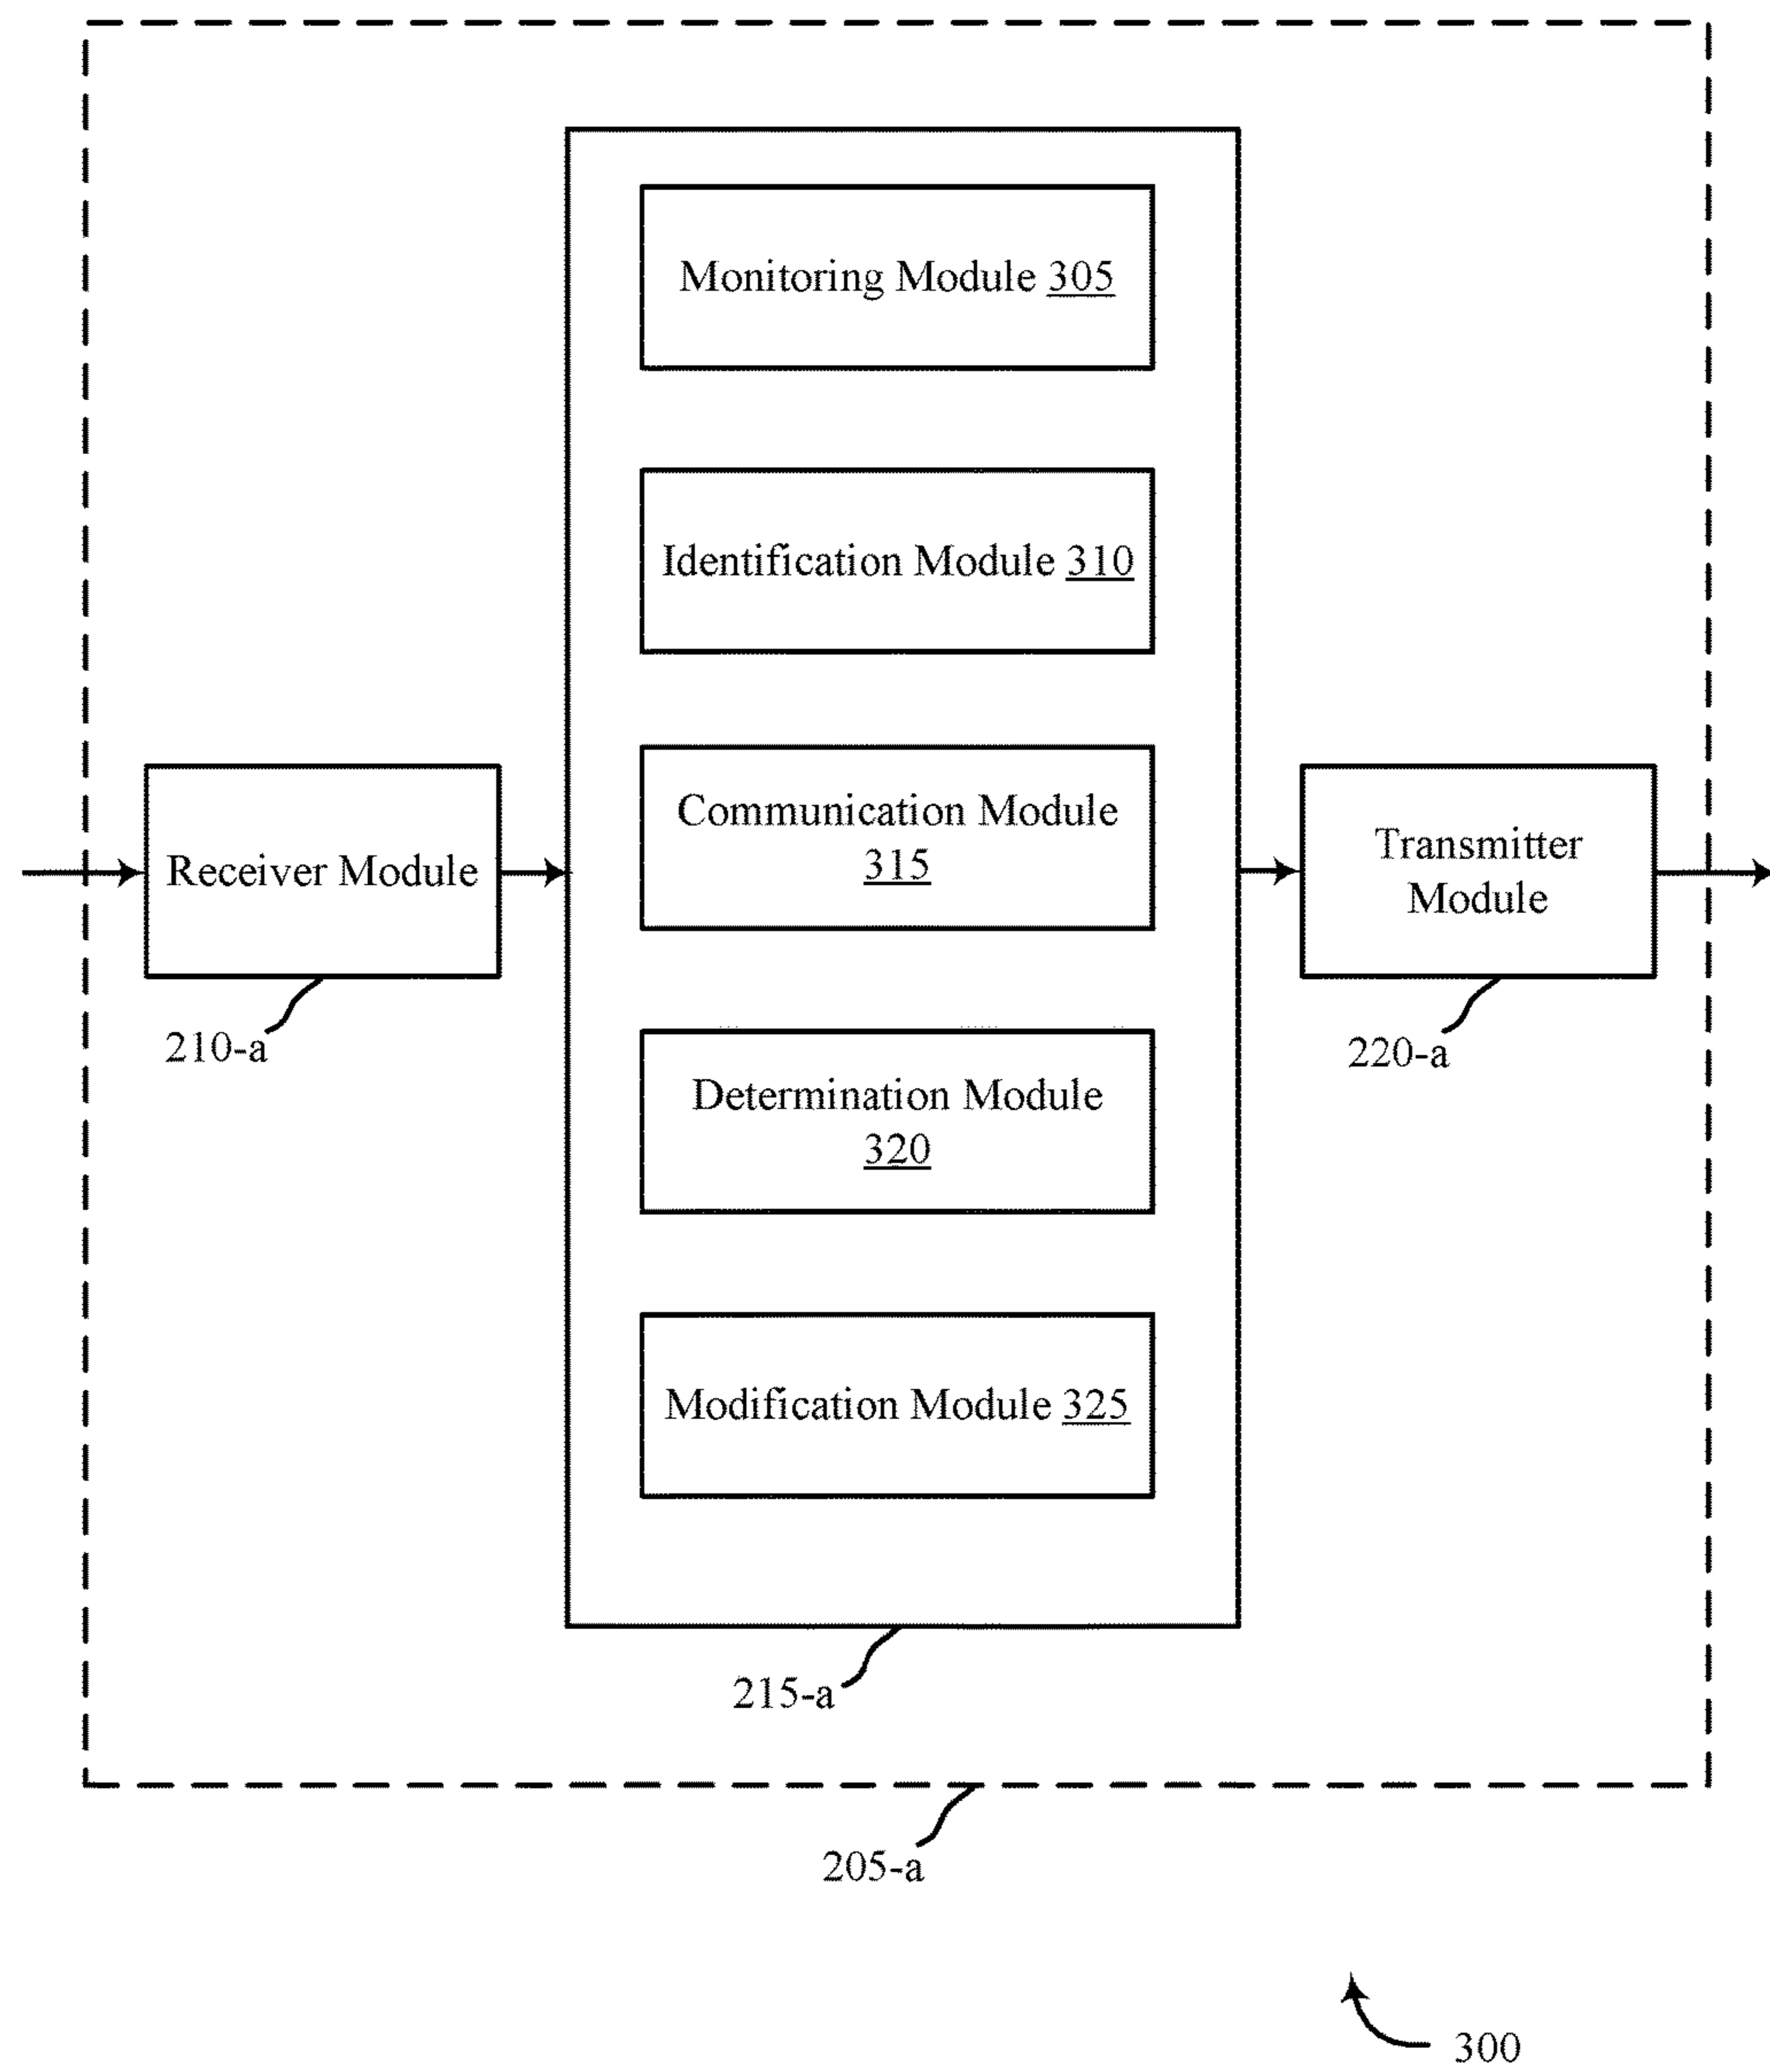 Monitoring Module 305
Identification Module 310
Communication Module
315
Receiver Module
Transmitter
Module
210-a
220-a
Determination Module
320
Modification Module 325
215-a
205-a
300